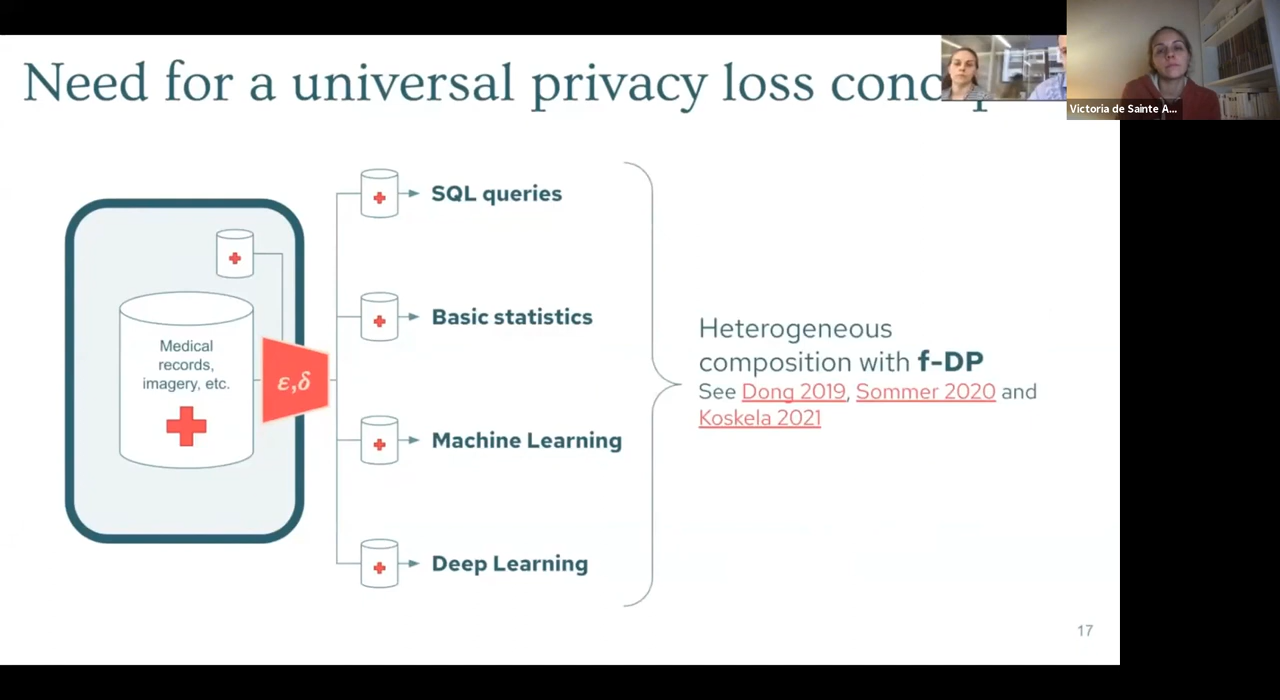 Need for a universal privacy loss
Victoria de Sainte A...
SQL queries
Basic statistics
Medical
records,
imagery, etc.
ε,δ
Heterogeneous
composition with f-DP
See Dong 2019, Sommer 2020 and
Koskela 2021
Machine Learning
Deep Learning
17